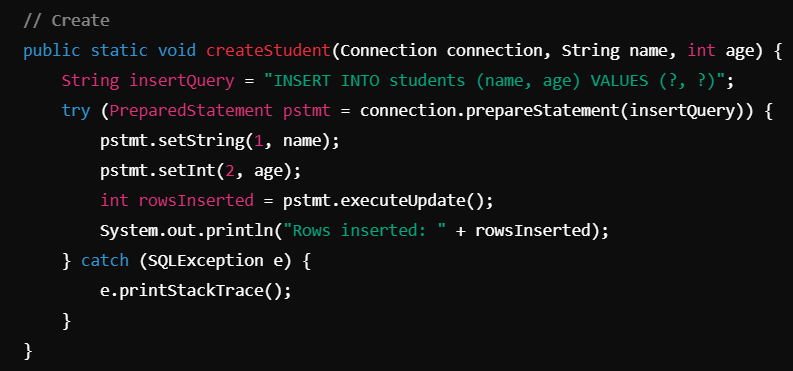 // Create
public static void createStudent(Connection connection, String name, int age) {
    String insertQuery = "INSERT INTO students (name, age) VALUES (?, ?)";
    try (PreparedStatement pstmt = connection.prepareStatement(insertQuery)) {
        pstmt.setString(1, name);
        pstmt.setInt(2, age);
        int rowsInserted = pstmt.executeUpdate();
        System.out.println("Rows inserted: " + rowsInserted);
    } catch (SQLException e) {
        e.printStackTrace();
    }
}